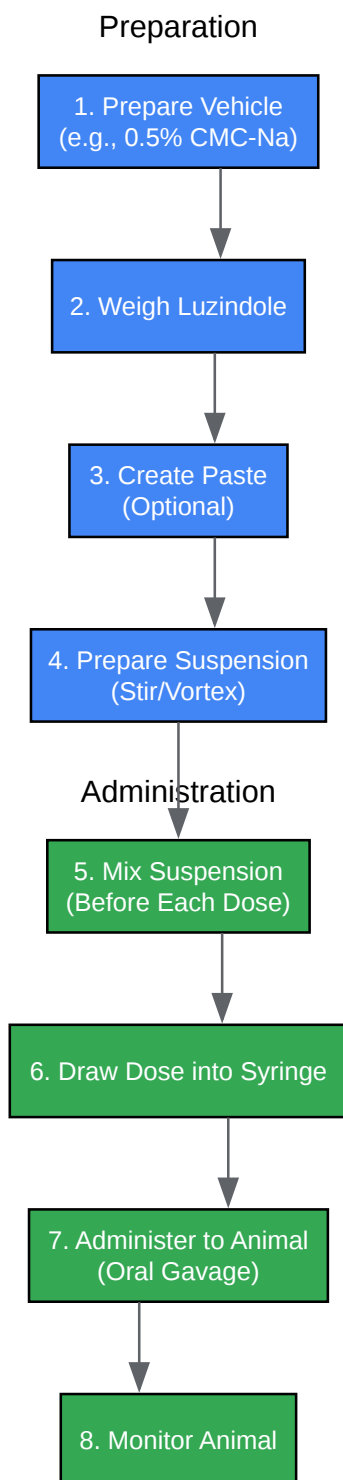 Preparation
1. Prepare Vehicle
(e.g., 0.5% CMC-Na)
2. Weigh Luzindole
3. Create Paste
(Optional)
4. Prepare Suspension
(Stir/Vortex)
Administration
5. Mix Suspension
(Before Each Dose)
6. Draw Dose into Syringe
7. Administer to Animal
(Oral Gavage)
8. Monitor Animal